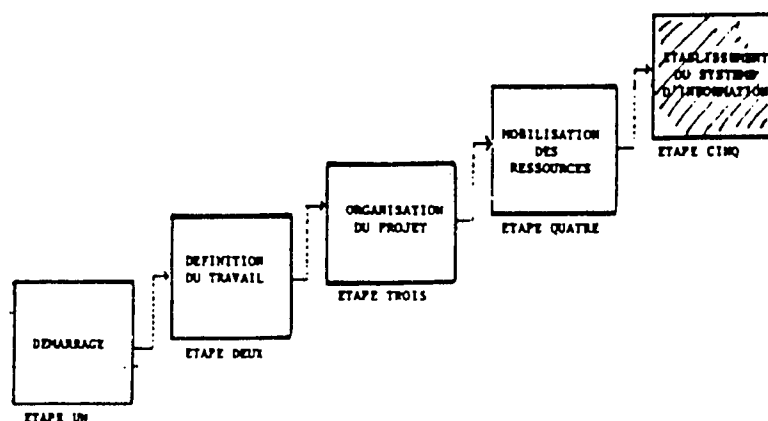 ETABLISSEMENT
DU SYSTEME
D'INFORMATION
ETAPE CINQ
MOBILISATION
DES
RESSOURCES
ETAPE QUATRE
ORGANISATION
DU PROJET
ETAPE TROIS
DEFINITION
DU TRAVAIL
ETAPE DEUX
DEMARRAGE
ETAPE UN